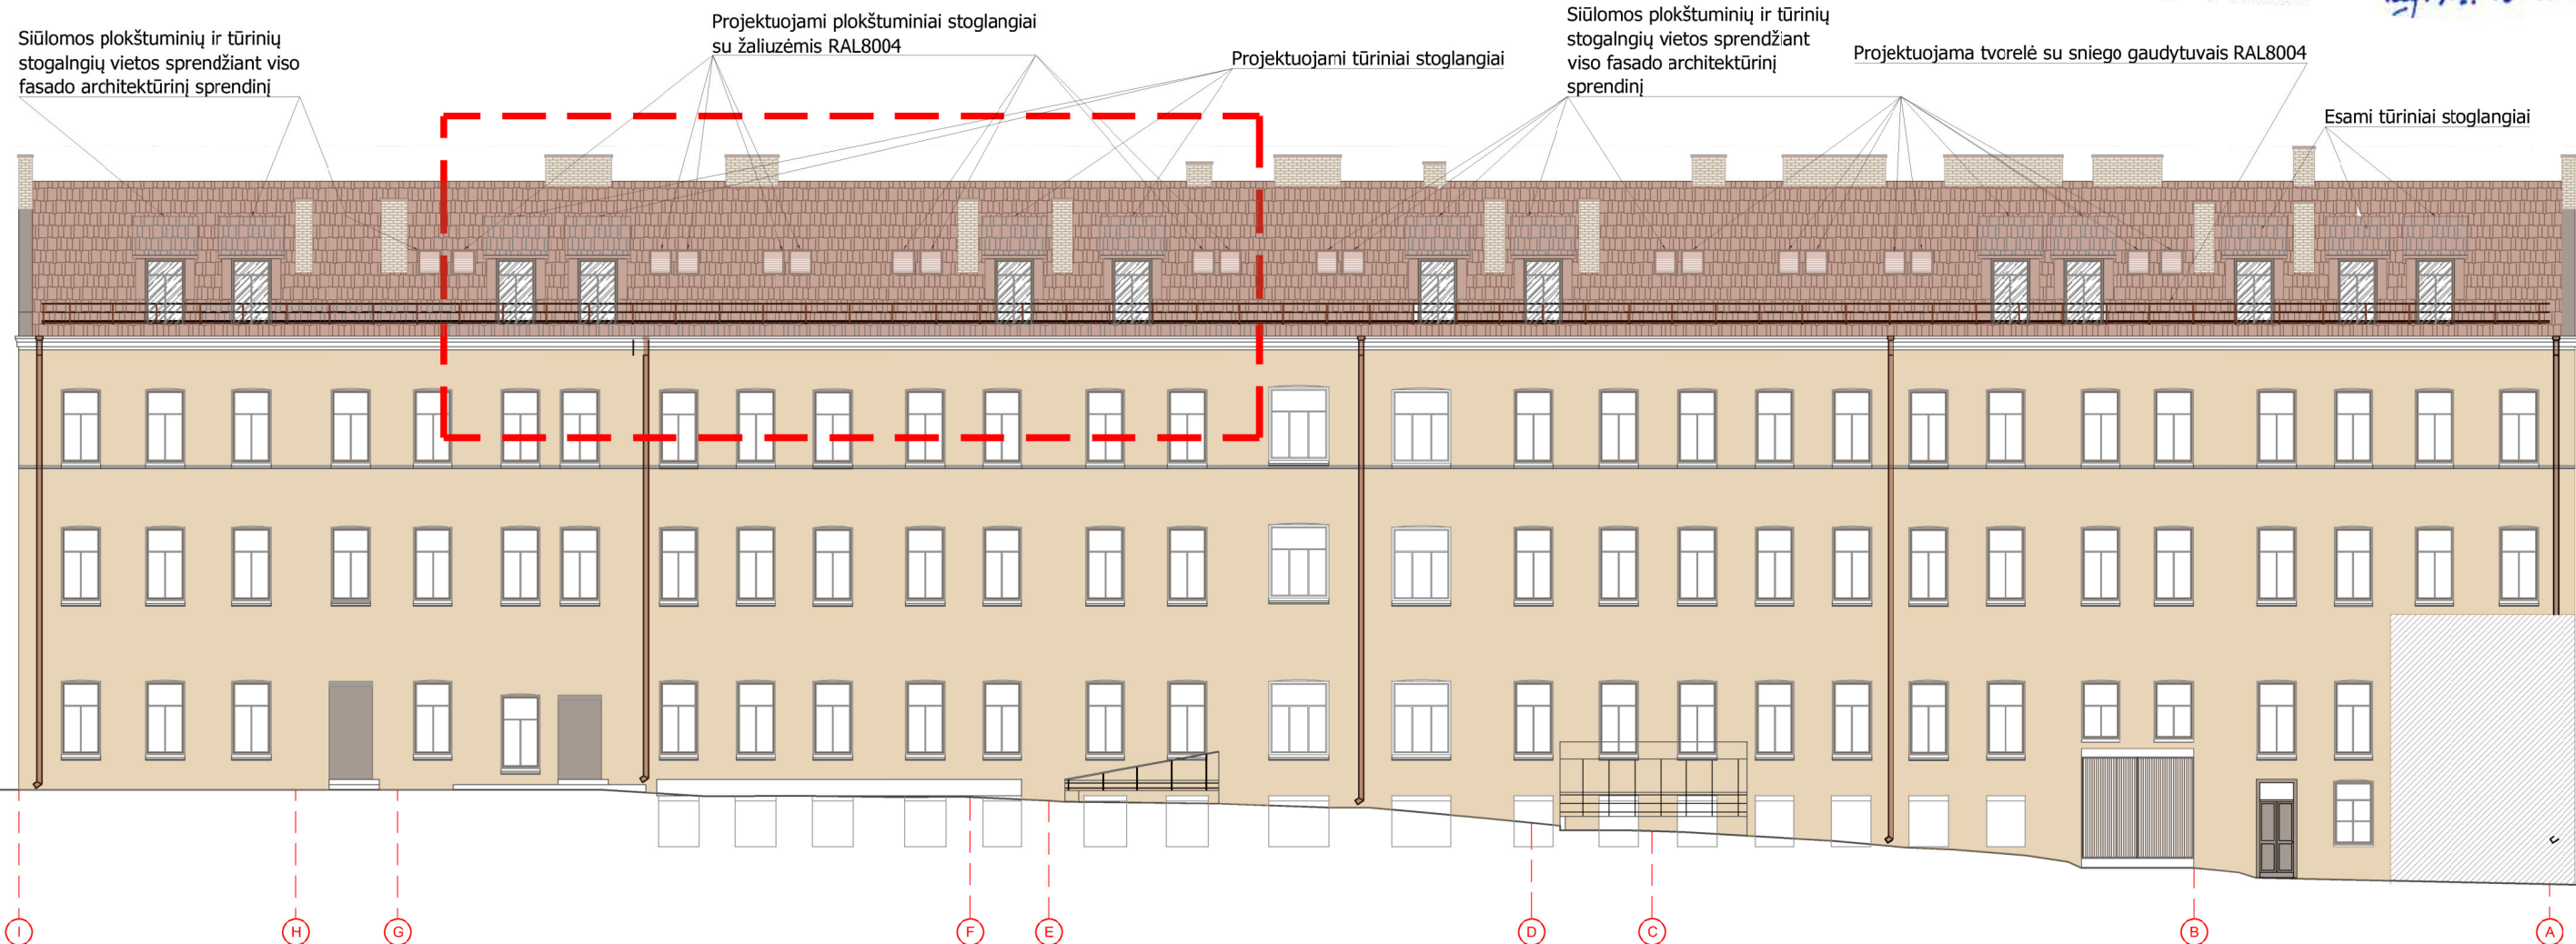 Siūlomos plokštuminių ir tūrinių
stogalngių vietos sprendžiant viso
fasado architektūrinį sprendinį
Projektuojami plokštuminiai stoglangiai
su žaliuzėmis RAL8004
Projektuojami tūriniai stoglangiai
Siūlomos plokštuminių ir tūrinių
stogalngių vietos sprendžiant
viso fasado architektūrinį
sprendinį
Projektuojama tvorelė su sniego gaudytuvais RAL8004
Esami tūriniai stoglangiai
I
H
G
F
E
D
C
B
A